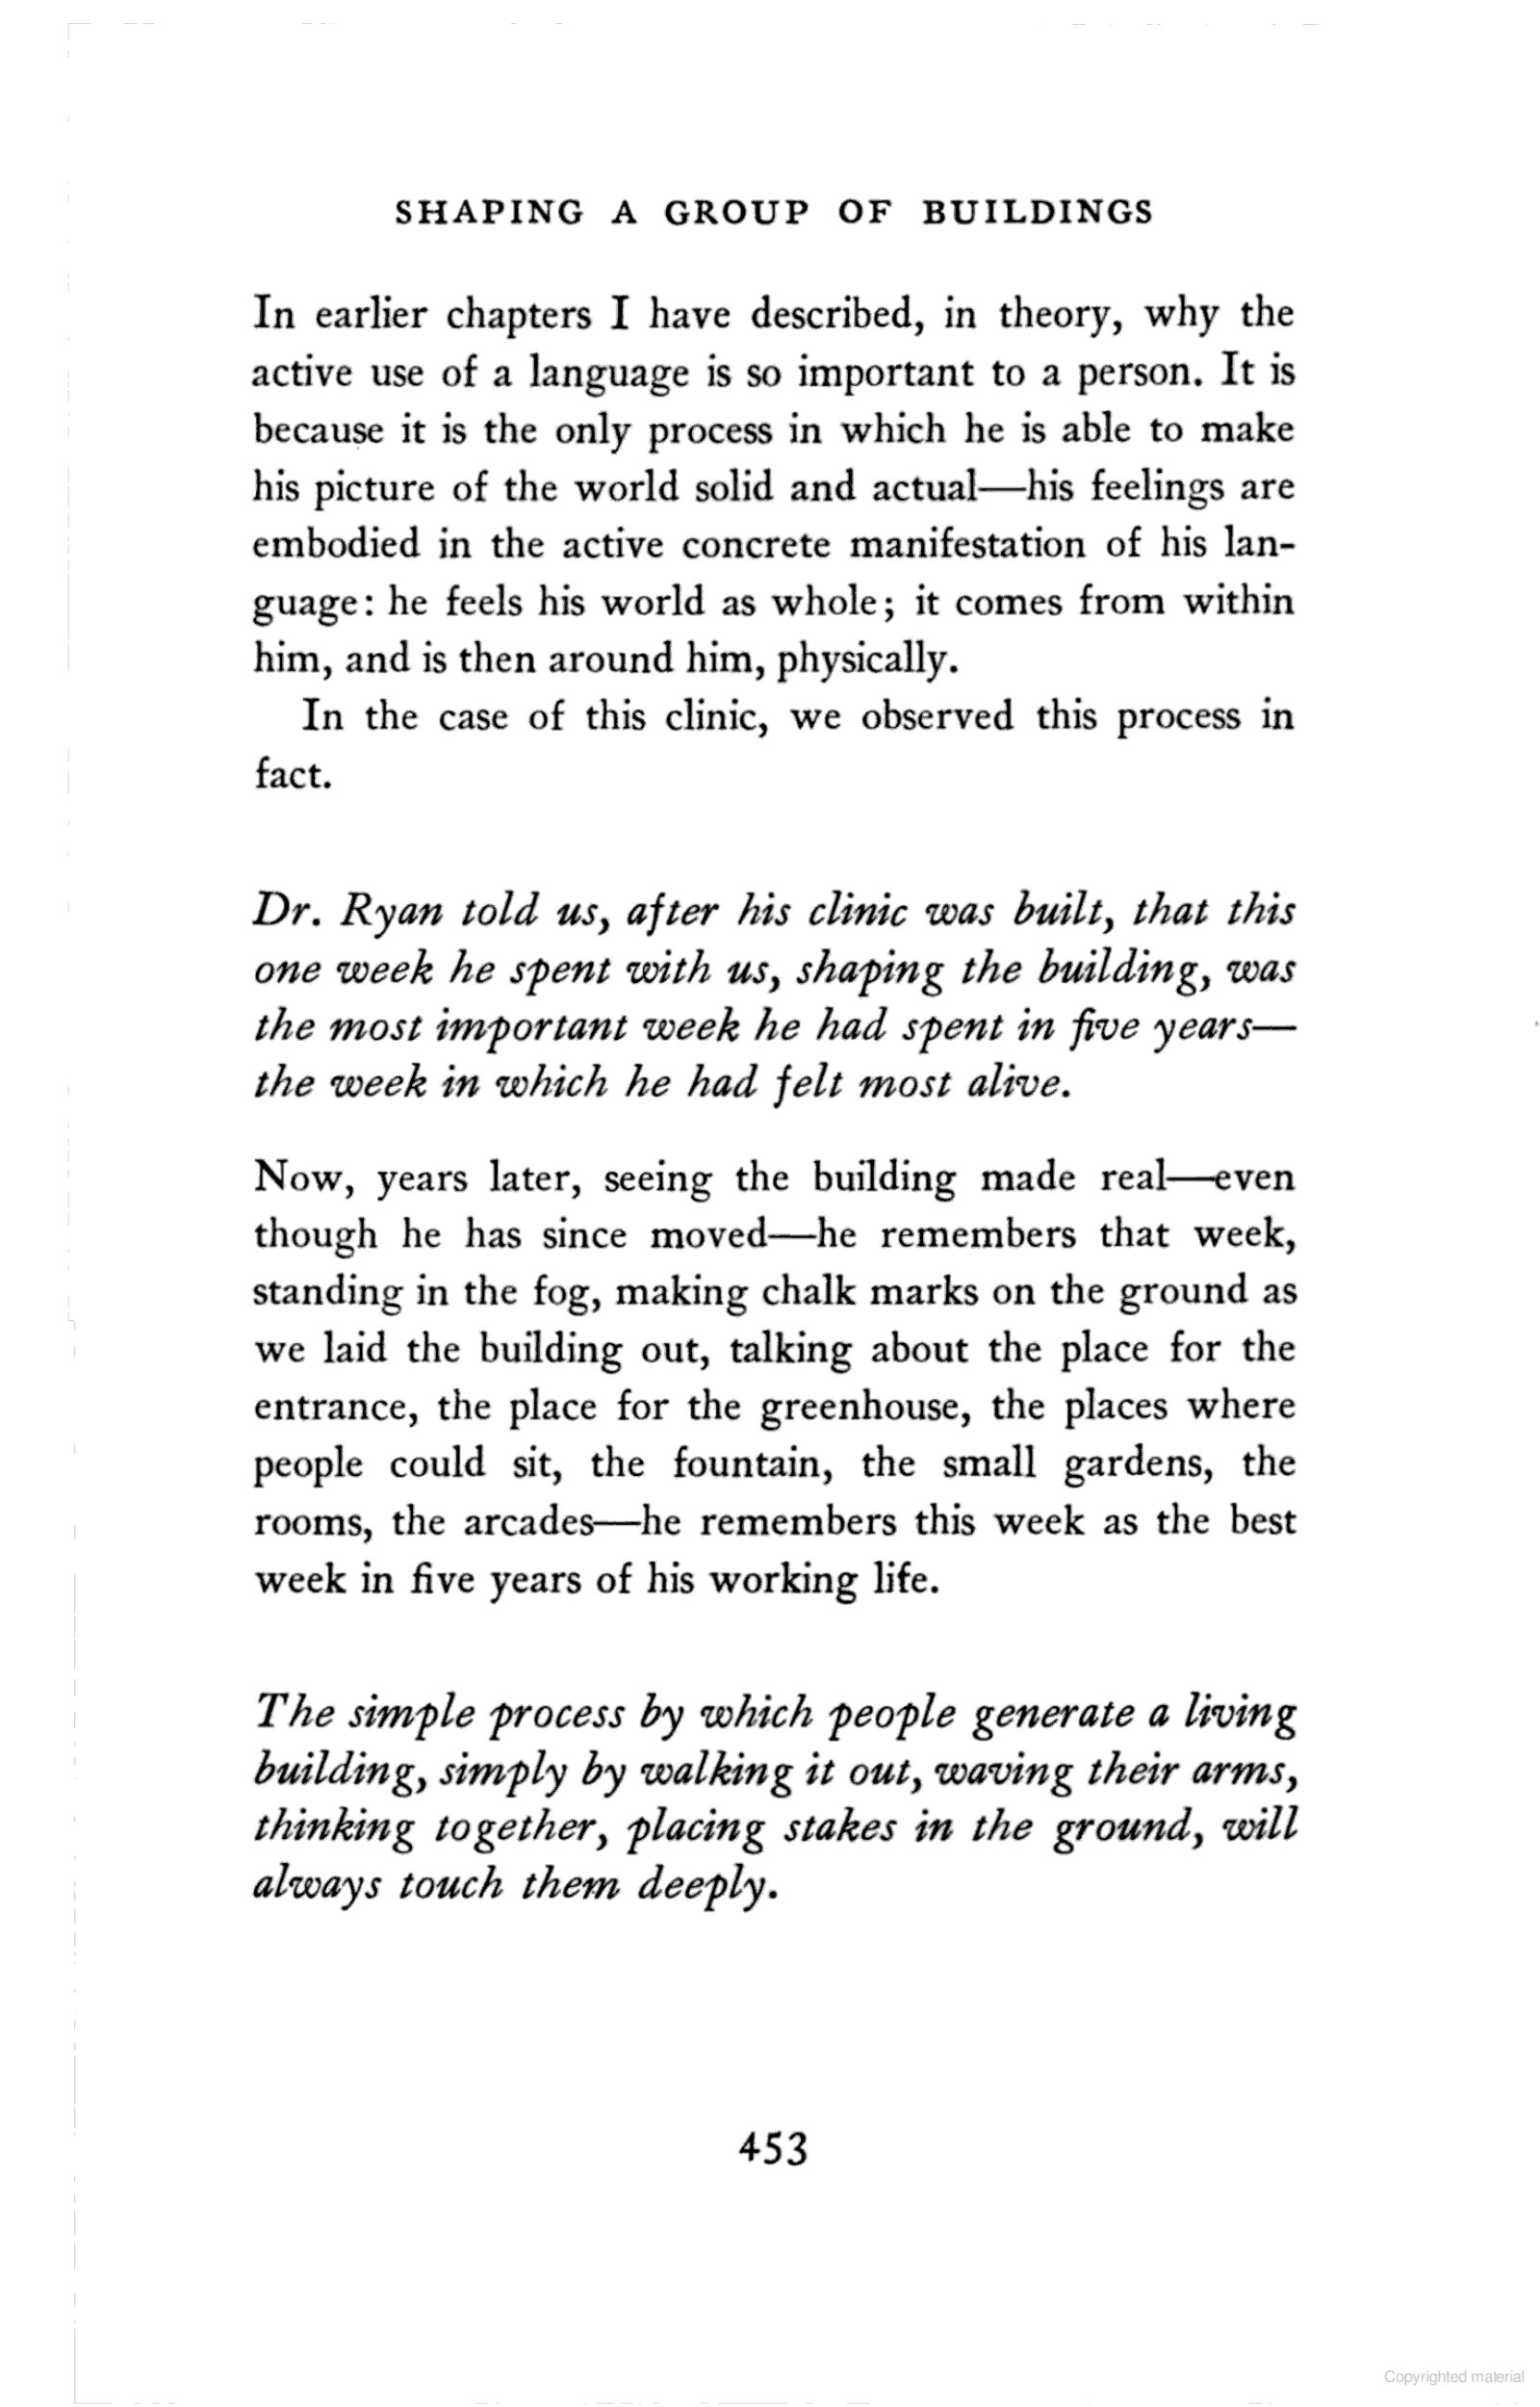 SHAPING A GROUP OF BUILDINGS
In earlier chapters I have described, in theory, why the
active use of a language is so important to a person. It is
because it is the only process in which he is able to make
his picture of the world solid and actual—his feelings are
embodied in the active concrete manifestation of his lan-
guage: he feels his world as whole; it comes from within
him, and is then around him, physically.
In the case of this clinic, we observed this process in
fact.
Dr. Ryan told us, after his clinic was built, that this
one week he spent with us, shaping the building, was
the most important week he had spent in five years—
the week in which he had felt most alive.
Now, years later, seeing the building made real—even
though he has since moved—he remembers that week,
standing in the fog, making chalk marks on the ground as
we laid the building out, talking about the place for the
entrance, the place for the greenhouse, the places where
people could sit, the fountain, the small gardens, the
rooms, the arcades—he remembers this week as the best
week in five years of his working life.
The simple process by which people generate a living
building, simply by walking it out, waving their arms,
thinking together, placing stakes in the ground, will
always touch them deeply.
453
Copyrighted material